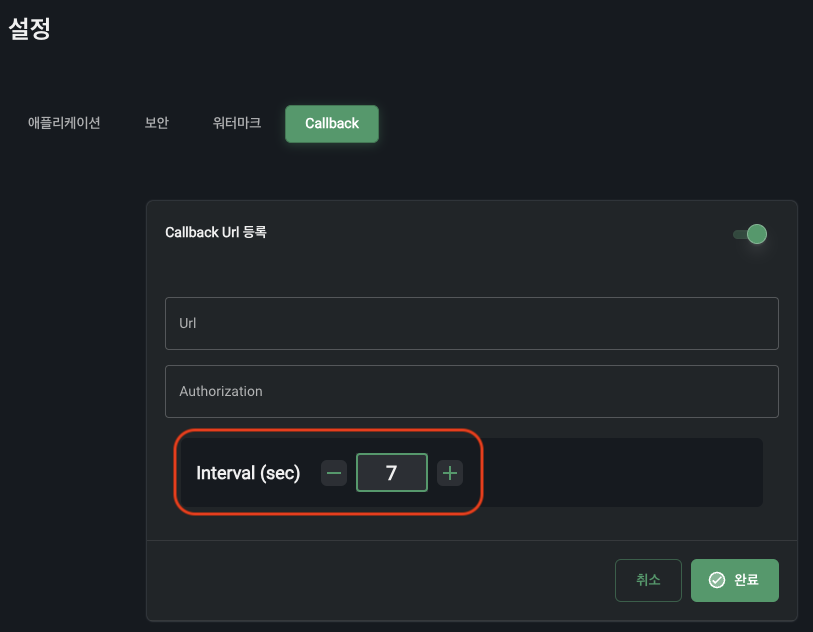 설정
애플리케이션 보안 워터마크 Callback
Callback Url 등록
Url
Authorization
Interval (sec) − 7 +
취소 완료